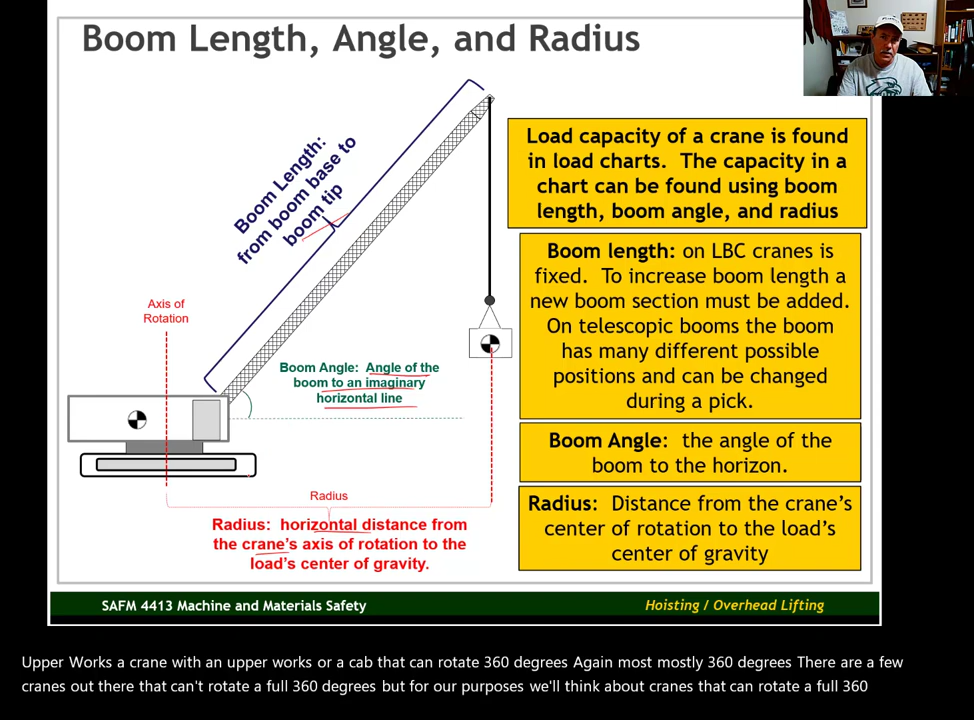 Boom Length, Angle, and Radius
Boom Length:
from boom base to
boom tip
Axis of
Rotation
Boom Angle: Angle of the
boom to an imaginary
horizontal line
Radius
Radius: horizontal distance from
the crane's axis of rotation to the
load's center of gravity.
Load capacity of a crane is found
in load charts. The capacity in a
chart can be found using boom
length, boom angle, and radius
Boom length: on LBC cranes is
fixed. To increase boom length a
new boom section must be added.
On telescopic booms the boom
has many different possible
positions and can be changed
during a pick.
Boom Angle: the angle of the
boom to the horizon.
Radius: Distance from the crane's
center of rotation to the load's
center of gravity
SAFM 4413 Machine and Materials Safety
Hoisting / Overhead Lifting
Upper Works a crane with an upper works or a cab that can rotate 360 degrees Again most mostly 360 degrees There are a few
cranes out there that can't rotate a full 360 degrees but for our purposes we'll think about cranes that can rotate a full 360